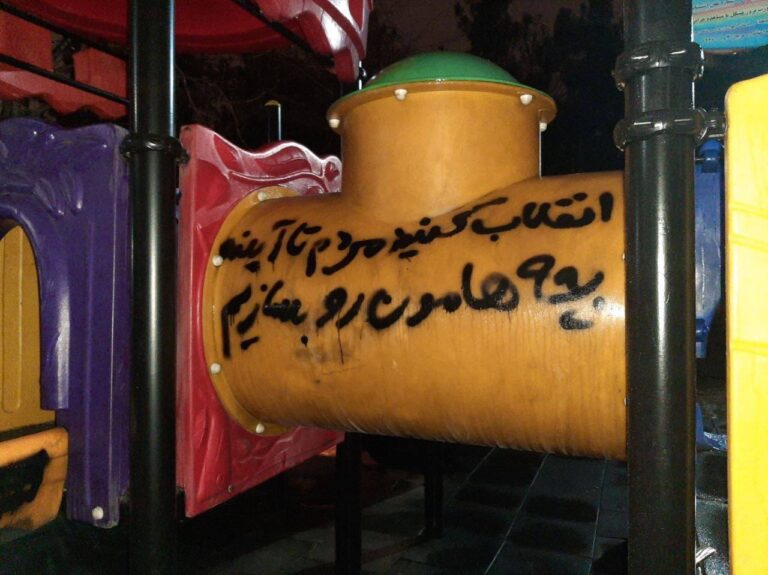 انقلاب کنید مردم تا آینده
بچه هامون رو بسازیم